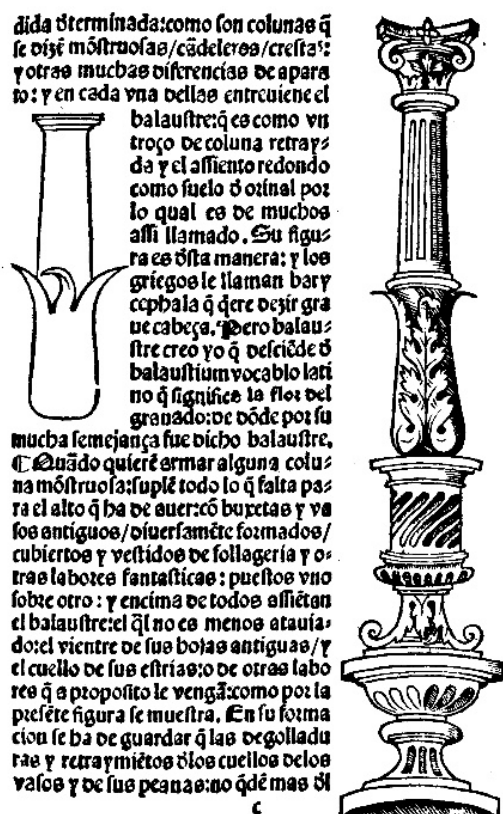 dida ďterminada:como son colunas q̃
se dizẽ mõstruosas/cãdeleros/crestaˢ:
y otras muchas diferencias de apara
to: y en cada vna dellas entreuiene el
balaustre:q̃ es como vn
troço de coluna retray⸗
da y el assiento redondo
como suelo ď orinal por
lo qual es de muchos
assi llamado. Su figu⸗
ra es ďsta manera: y los
griegos le llaman bary
cephala q̃ q̃ere dezir gra
ue cabeça. Pero balau⸗
stre creo yo q̃ desciẽde ď
balaustium vocablo lati
no q̃ significa la flor del
granado:de dõde por su
mucha semejança fue dicho balaustre.
¶ Quãdo quierẽ armar alguna colu⸗
na mõstruosa:suplẽ todo lo q̃ falta pa⸗
ra el alto q̃ ha de auer:cõ buxetas y va
sos antiguos/diuersamẽte formados/
cubiertos y vestidos de follageria y o⸗
tras labores fantasticas: puestos vno
sobre otro: y encima de todos assiẽtan
el balaustre:el q̃l no es menos atauia⸗
do:el vientre de sus hojas antiguas/y
el cuello de sus estrias:o de otras labo
res q̃ a proposito le vengã:como por la
presẽte figura se muestra. En su forma
cion se ha de guardar q̃ las degolladu
ras y retraymiẽtos ďlos cuellos delos
vasos y de sus peanas:no q̃dẽ mas ďl
c